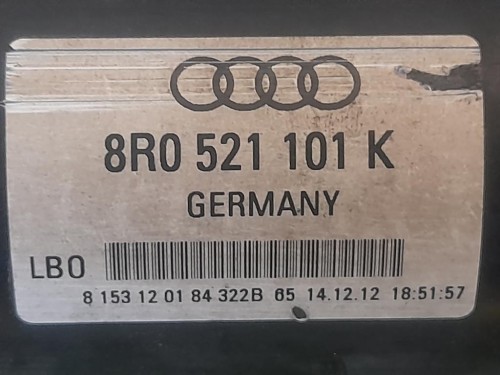 8R0 521 101 K
GERMANY
LBO
8 153 12 01 84 322B 65 14.12.12 18:51:57